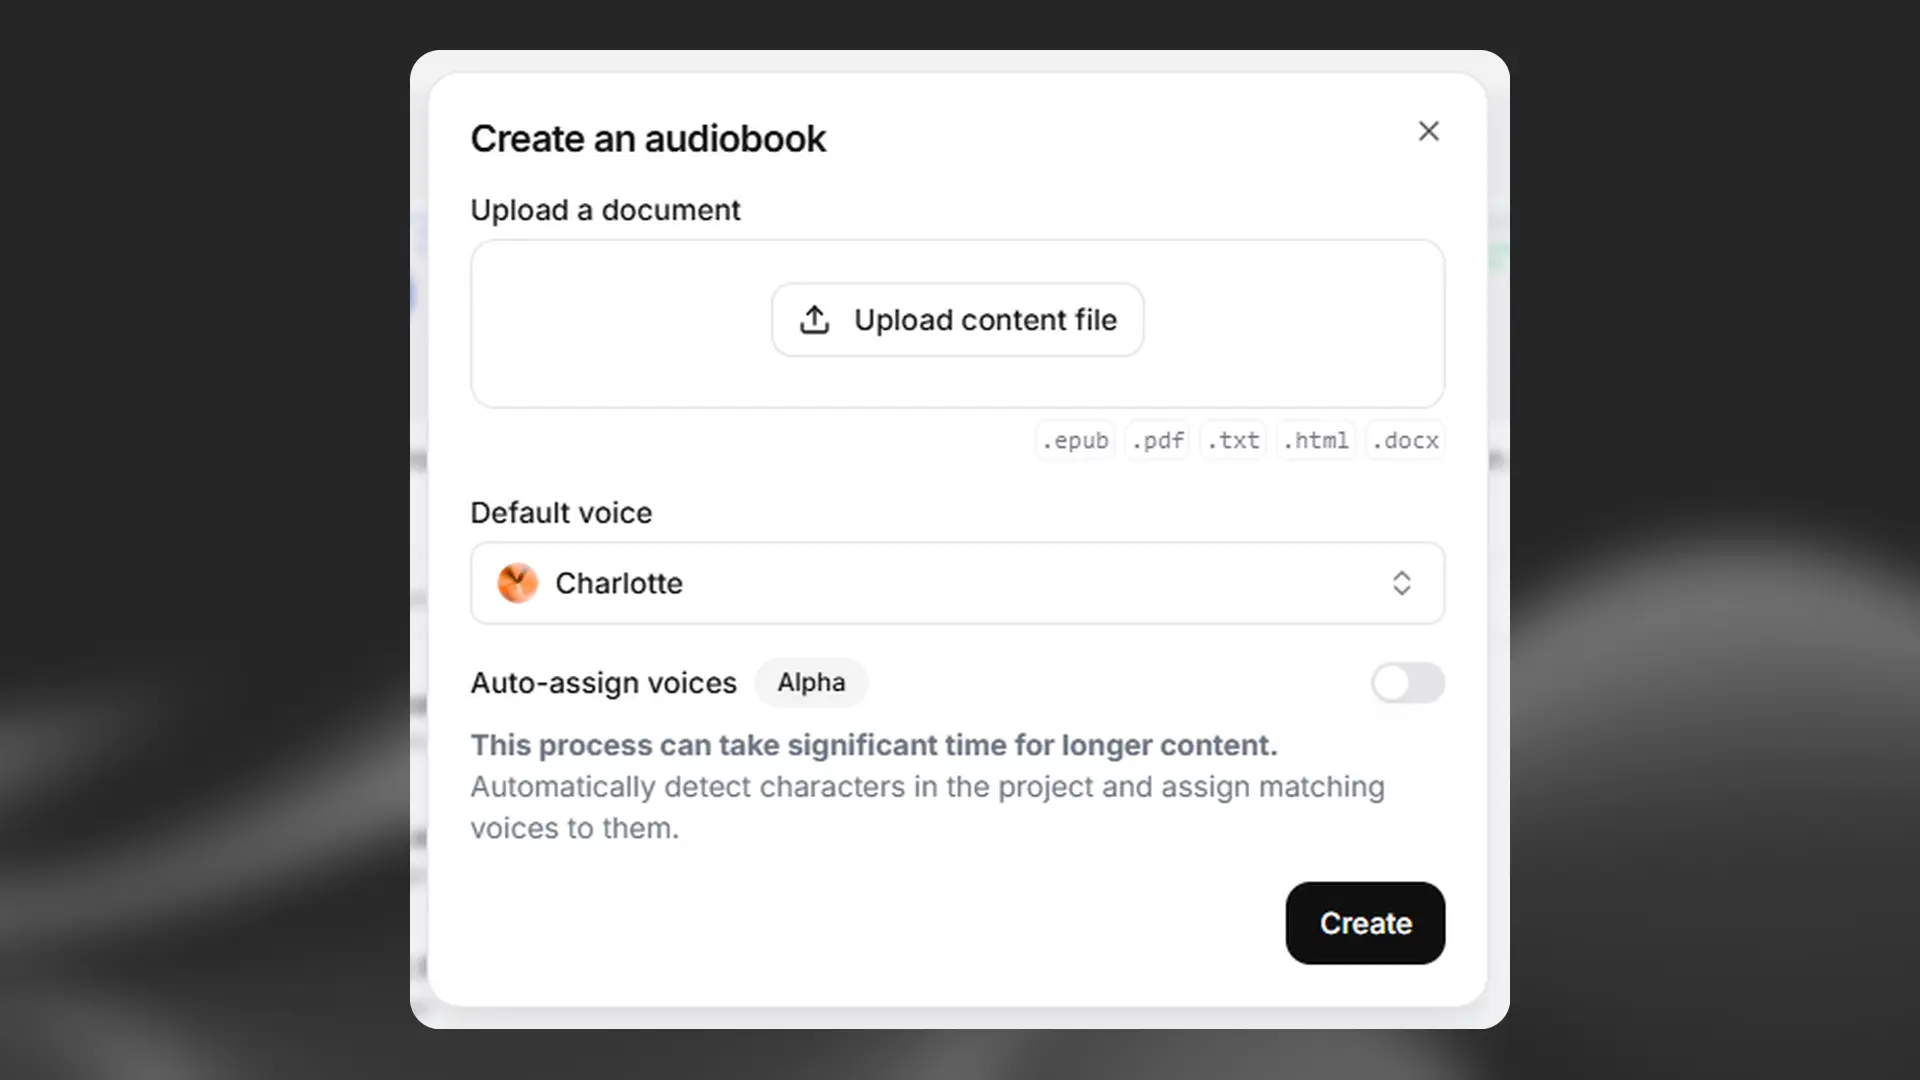 Create an audiobook
Upload a document
Upload content file
.epub .pdf .txt .html .docx
Default voice
Charlotte
Auto-assign voices Alpha
This process can take significant time for longer content.
Automatically detect characters in the project and assign matching
voices to them.
Create